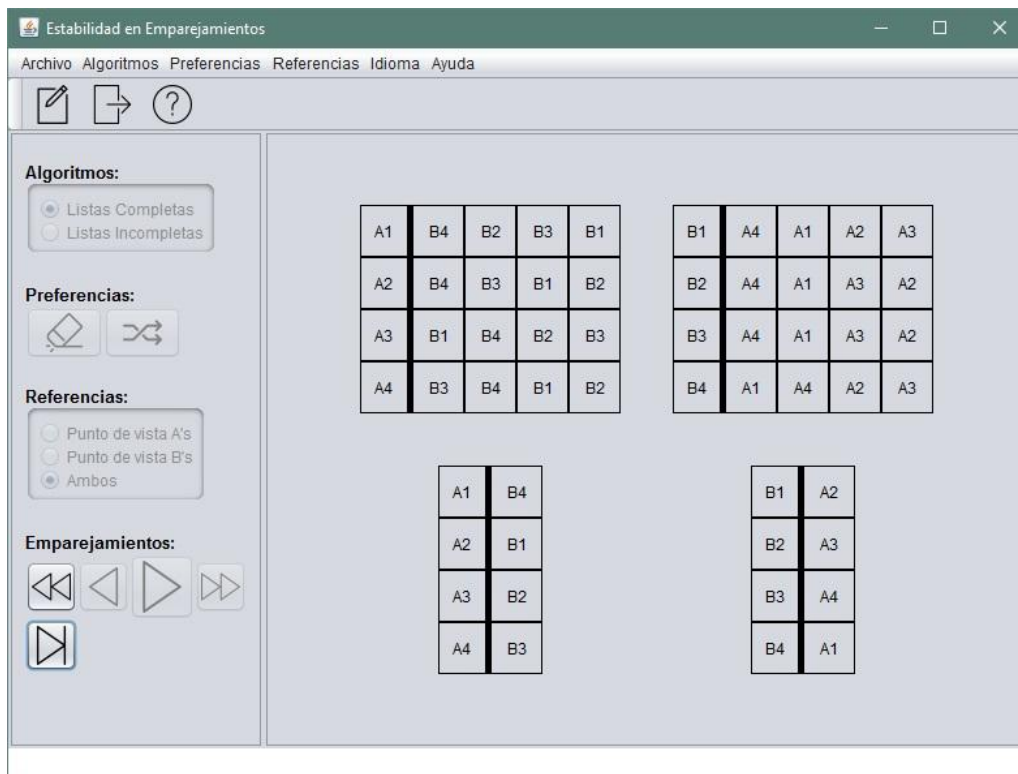 Estabilidad en Emparejamientos
Archivo Algoritmos Preferencias Referencias Idioma Ayuda
Algoritmos:
Listas Completas
Listas Incompletas
Preferencias:
Referencias:
Punto de vista A's
Punto de vista B's
Ambos
Emparejamientos:
A1 B4 B2 B3 B1
A2 B4 B3 B1 B2
A3 B1 B4 B2 B3
A4 B3 B4 B1 B2
B1 A4 A1 A2 A3
B2 A4 A1 A3 A2
B3 A4 A1 A3 A2
B4 A1 A4 A2 A3
A1 B4
A2 B1
A3 B2
A4 B3
B1 A2
B2 A3
B3 A4
B4 A1